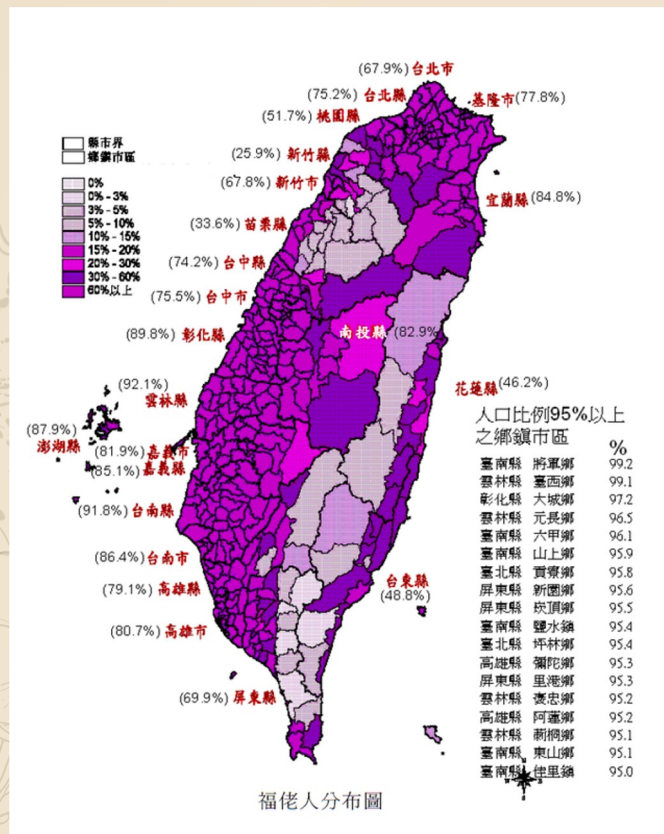 (67.9%) 台北市
(75.2%) 台北縣
基隆市 (77.8%)
(51.7%) 桃園縣
縣市界
鄉鎮市區
(25.9%) 新竹縣
(67.8%) 新竹市
宜蘭縣 (84.8%)
0%
0% - 3%
3% - 5%
5% - 10%
10% - 15%
15% - 20%
20% - 30%
30% - 60%
60%以上
(33.6%) 苗栗縣
(74.2%) 台中縣
(75.5%) 台中市
(89.8%) 彰化縣
南投縣 (82.9%
(92.1%)
雲林縣
花蓮縣 (46.2%)
(87.9%)
澎湖縣
(81.9%) 嘉義市
(85.1%) 嘉義縣
(91.8%) 台南縣
(86.4%) 台南市
(79.1%) 高雄縣
(80.7%) 高雄市
台東縣
(48.8%)
(69.9%) 屏東縣
人口比例95%以上
之鄉鎮市區
%
臺南縣 將軍鄉 99.2
雲林縣 臺西鄉 99.1
彰化縣 大城鄉 97.2
雲林縣 元長鄉 96.5
臺南縣 六甲鄉 96.1
臺南縣 山上鄉 95.9
臺北縣 貢寮鄉 95.8
屏東縣 新園鄉 95.6
屏東縣 崁頂鄉 95.5
臺南縣 鹽水鎮 95.4
臺北縣 坪林鄉 95.4
高雄縣 彌陀鄉 95.3
屏東縣 里港鄉 95.3
雲林縣 褒忠鄉 95.2
高雄縣 阿蓮鄉 95.2
雲林縣 莿桐鄉 95.1
臺南縣 東山鄉 95.1
臺南縣 佳里鎮 95.0
福佬人分布圖